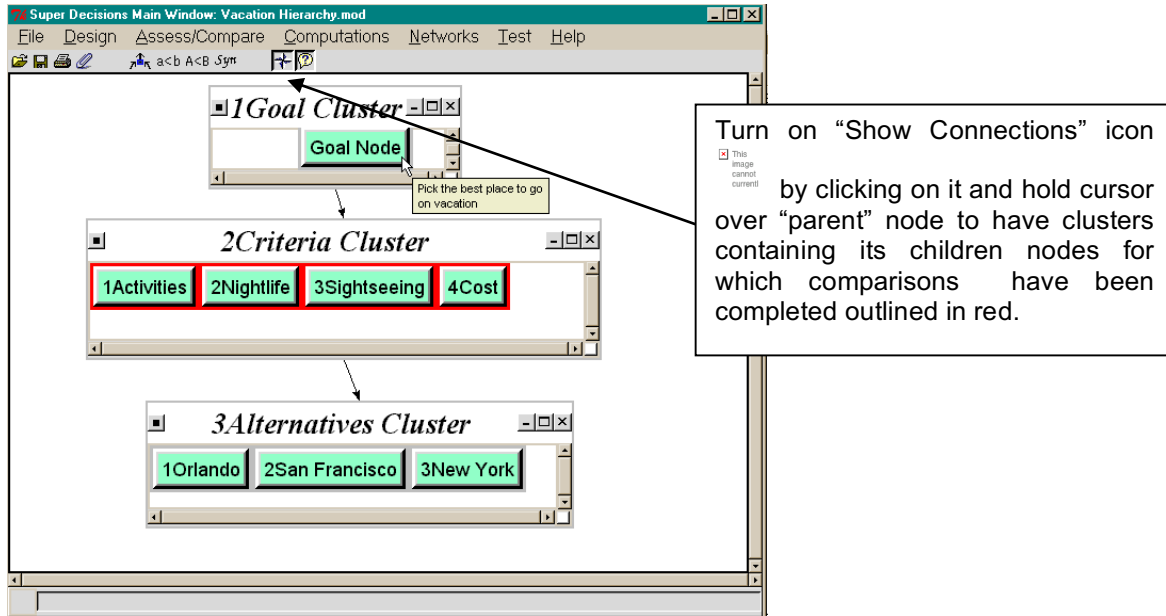 Super Decisions Main Window: Vacation Hierarchy.mod
File Design Assess/Compare Computations Networks Test Help
a<b A<B Syn
1Goal Cluster
Goal Node
Pick the best place to go
on vacation
2Criteria Cluster
1Activities 2Nightlife 3Sightseeing 4Cost
3Alternatives Cluster
1Orlando 2San Francisco 3New York
Turn on “Show Connections” icon
This
image
cannot
currentl
by clicking on it and hold cursor
over “parent” node to have clusters
containing its children nodes for
which comparisons have been
completed outlined in red.